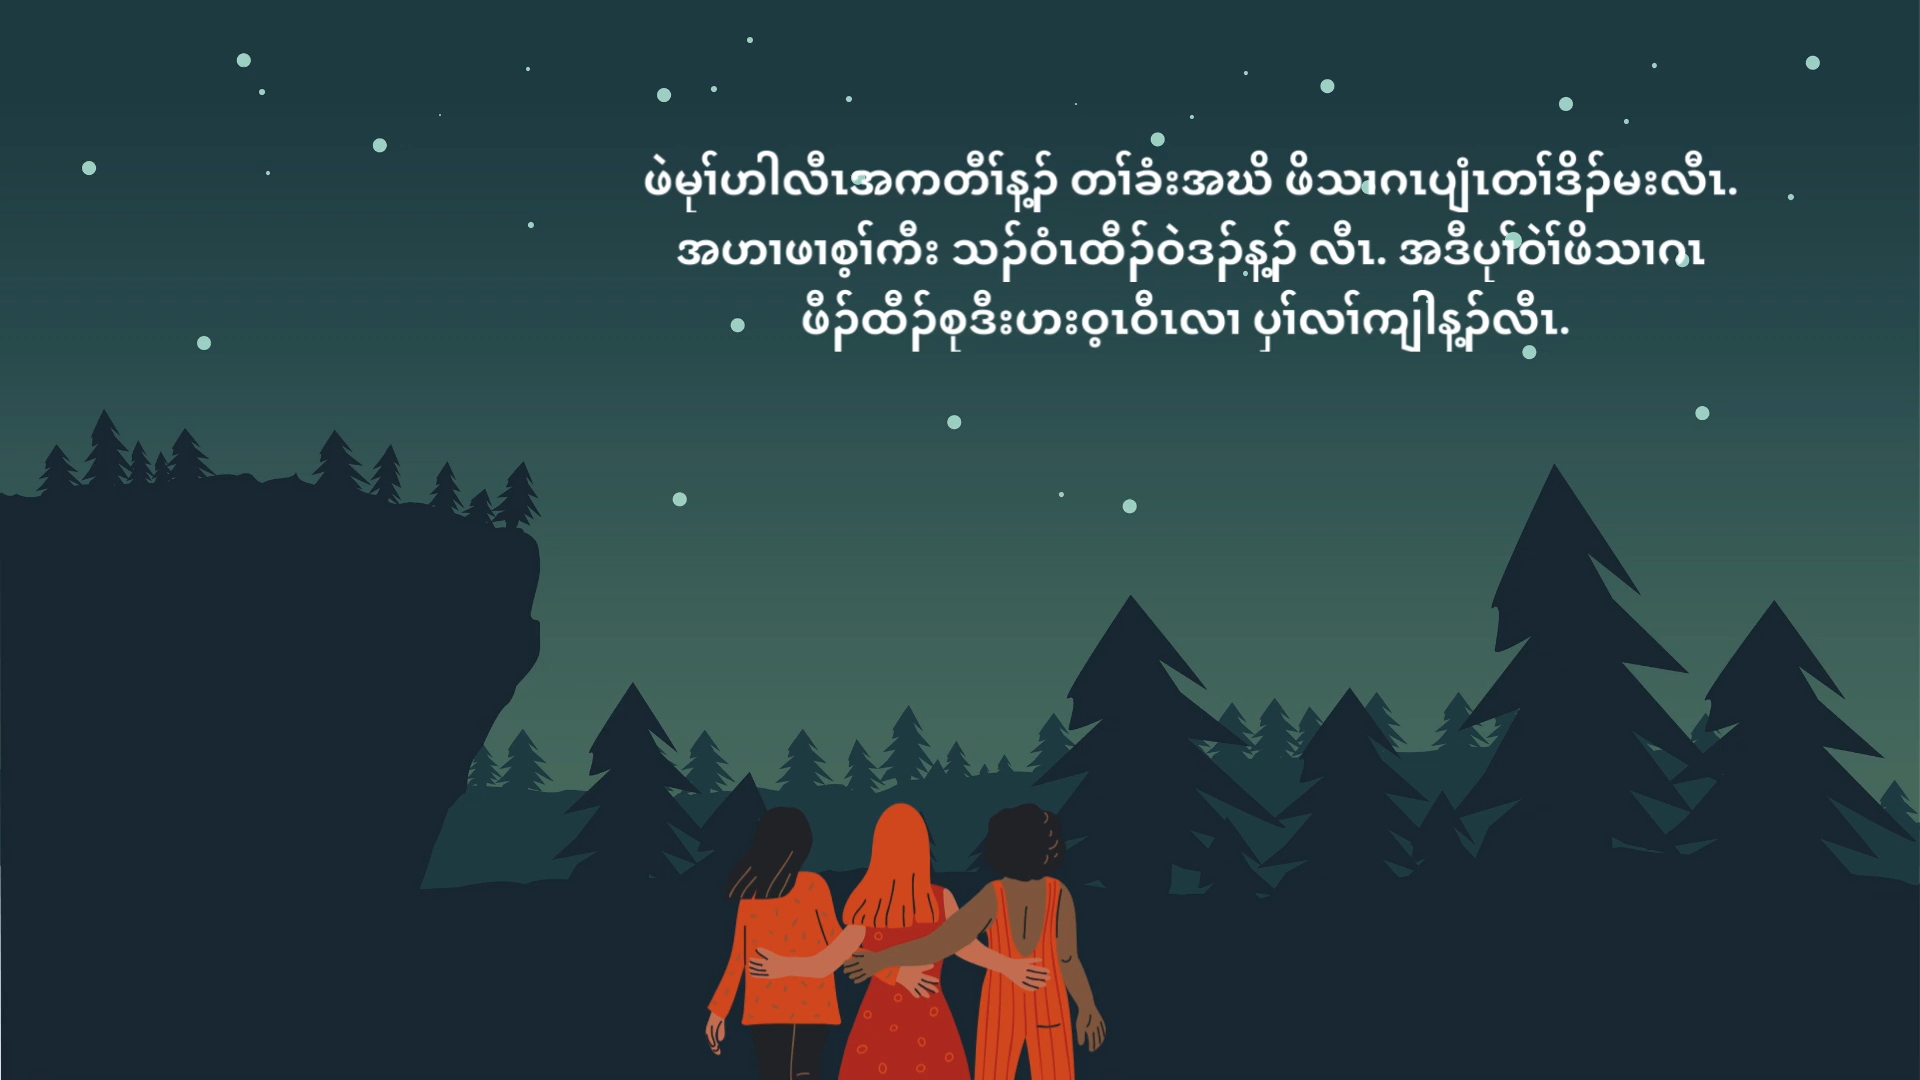 ဖဲမုၢ်ဟါလီၤအကတီၢ်န့ၣ် တၢ်ခံးအဃိ ဖိသၢဂၤပျံၤတၢ်ဒိၣ်မးလီၤ.
အဟၢဖၢစ့ၢ်ကီး သၣ်ဝံၤထီၣ်ဝဲဒၣ်န့ၣ် လီၤ. အဒီပုၢ်ဝဲၢ်ဖိသၢဂၤ
ဖီၣ်ထီၣ်စုဒီးဟးဝ့ၤဝီၤလၢ ပှၢ်လၢ်ကျါန့ၣ်လီၤ.